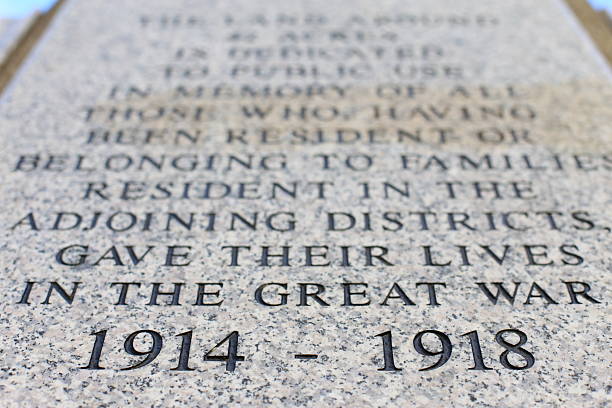 THE LAND AROUND
ACRES
IS DEDICATED
TO PUBLIC USE
IN MEMORY OF ALL
THOSE WHO, HAVING
BEEN RESIDENT OR
BELONGING TO FAMILIES
RESIDENT IN THE
ADJOINING DISTRICTS,
GAVE THEIR LIVES
IN THE GREAT WAR
1914 - 1918